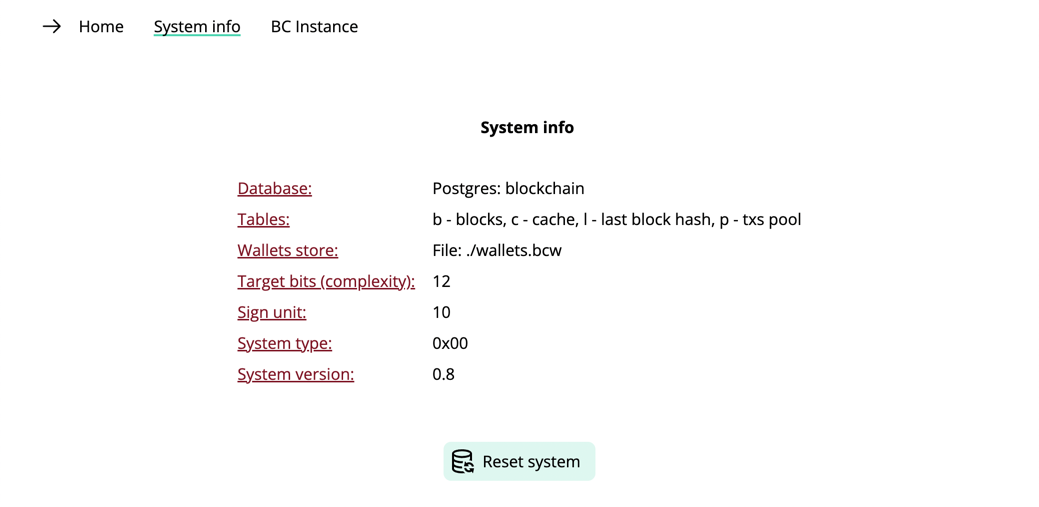 → Home System info BC Instance
System info
Database: Postgres: blockchain
Tables: b - blocks, c - cache, l - last block hash, p - txs pool
Wallets store: File: ./wallets.bcw
Target bits (complexity): 12
Sign unit: 10
System type: 0x00
System version: 0.8
Reset system